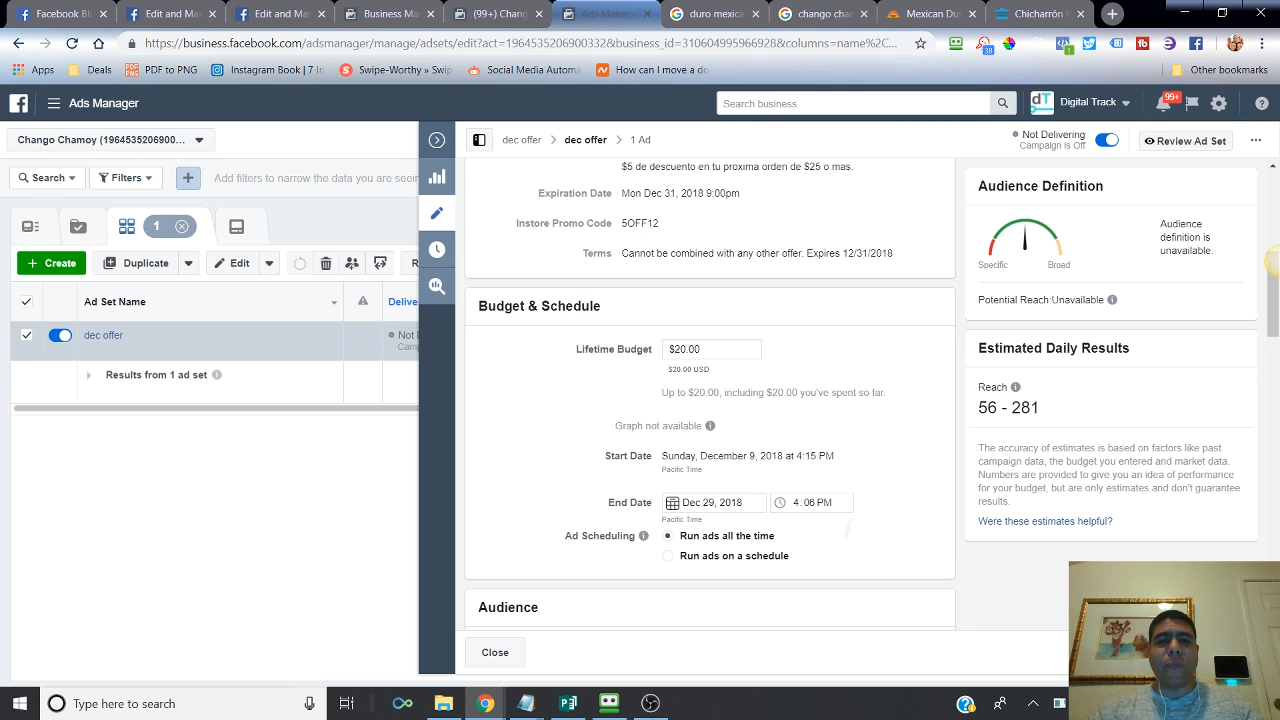 Facebook Bl
Edit and Mar
Edit and Mar
Business Ma
(99+) Chang
Ads Manage
duro mexica
chango cha
Mexican Du
Chicharrón P
https://business.facebook.com/adsmanager/manage/adsets/edit?act=1964535206900332&business_id=310604995966928&columns=name%2C...
38
1
Apps
Deals
PDF to PNG
Instagram Book | 7 In
Swipe-Worthy » Swip
Social Media Automa
How can I move a do
Other bookmarks
Ads Manager
Search business
dT
Digital Track
99+
Chango Chamoy (1964535206900...
dec offer
dec offer
1 Ad
Not Delivering
Campaign is Off
Review Ad Set
Search
Filters
Add filters to narrow the data you are seein
1
Create
Duplicate
Edit
R
Ad Set Name
Delive
dec offer
Not D
Camp
Results from 1 ad set
$5 de descuento en tu proxima orden de $25 o mas.
Expiration Date
Mon Dec 31, 2018 9:00pm
Instore Promo Code
5OFF12
Terms
Cannot be combined with any other offer. Expires 12/31/2018
Budget & Schedule
Lifetime Budget
$20.00
$20.00 USD
Up to $20.00, including $20.00 you've spent so far.
Graph not available
Start Date
Sunday, December 9, 2018 at 4:15 PM
Pacific Time
End Date
Dec 29, 2018
4:06 PM
Pacific Time
Ad Scheduling
Run ads all the time
Run ads on a schedule
Audience
Close
Audience Definition
Audience
definition is
unavailable.
Specific
Broad
Potential Reach:Unavailable
Estimated Daily Results
Reach
56 - 281
The accuracy of estimates is based on factors like past
campaign data, the budget you entered and market data.
Numbers are provided to give you an idea of performance
for your budget, but are only estimates and don't guarantee
results.
Were these estimates helpful?
Type here to search